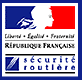 Liberté • Égalité • Fraternité
RÉPUBLIQUE FRANÇAISE
sécurité
routière